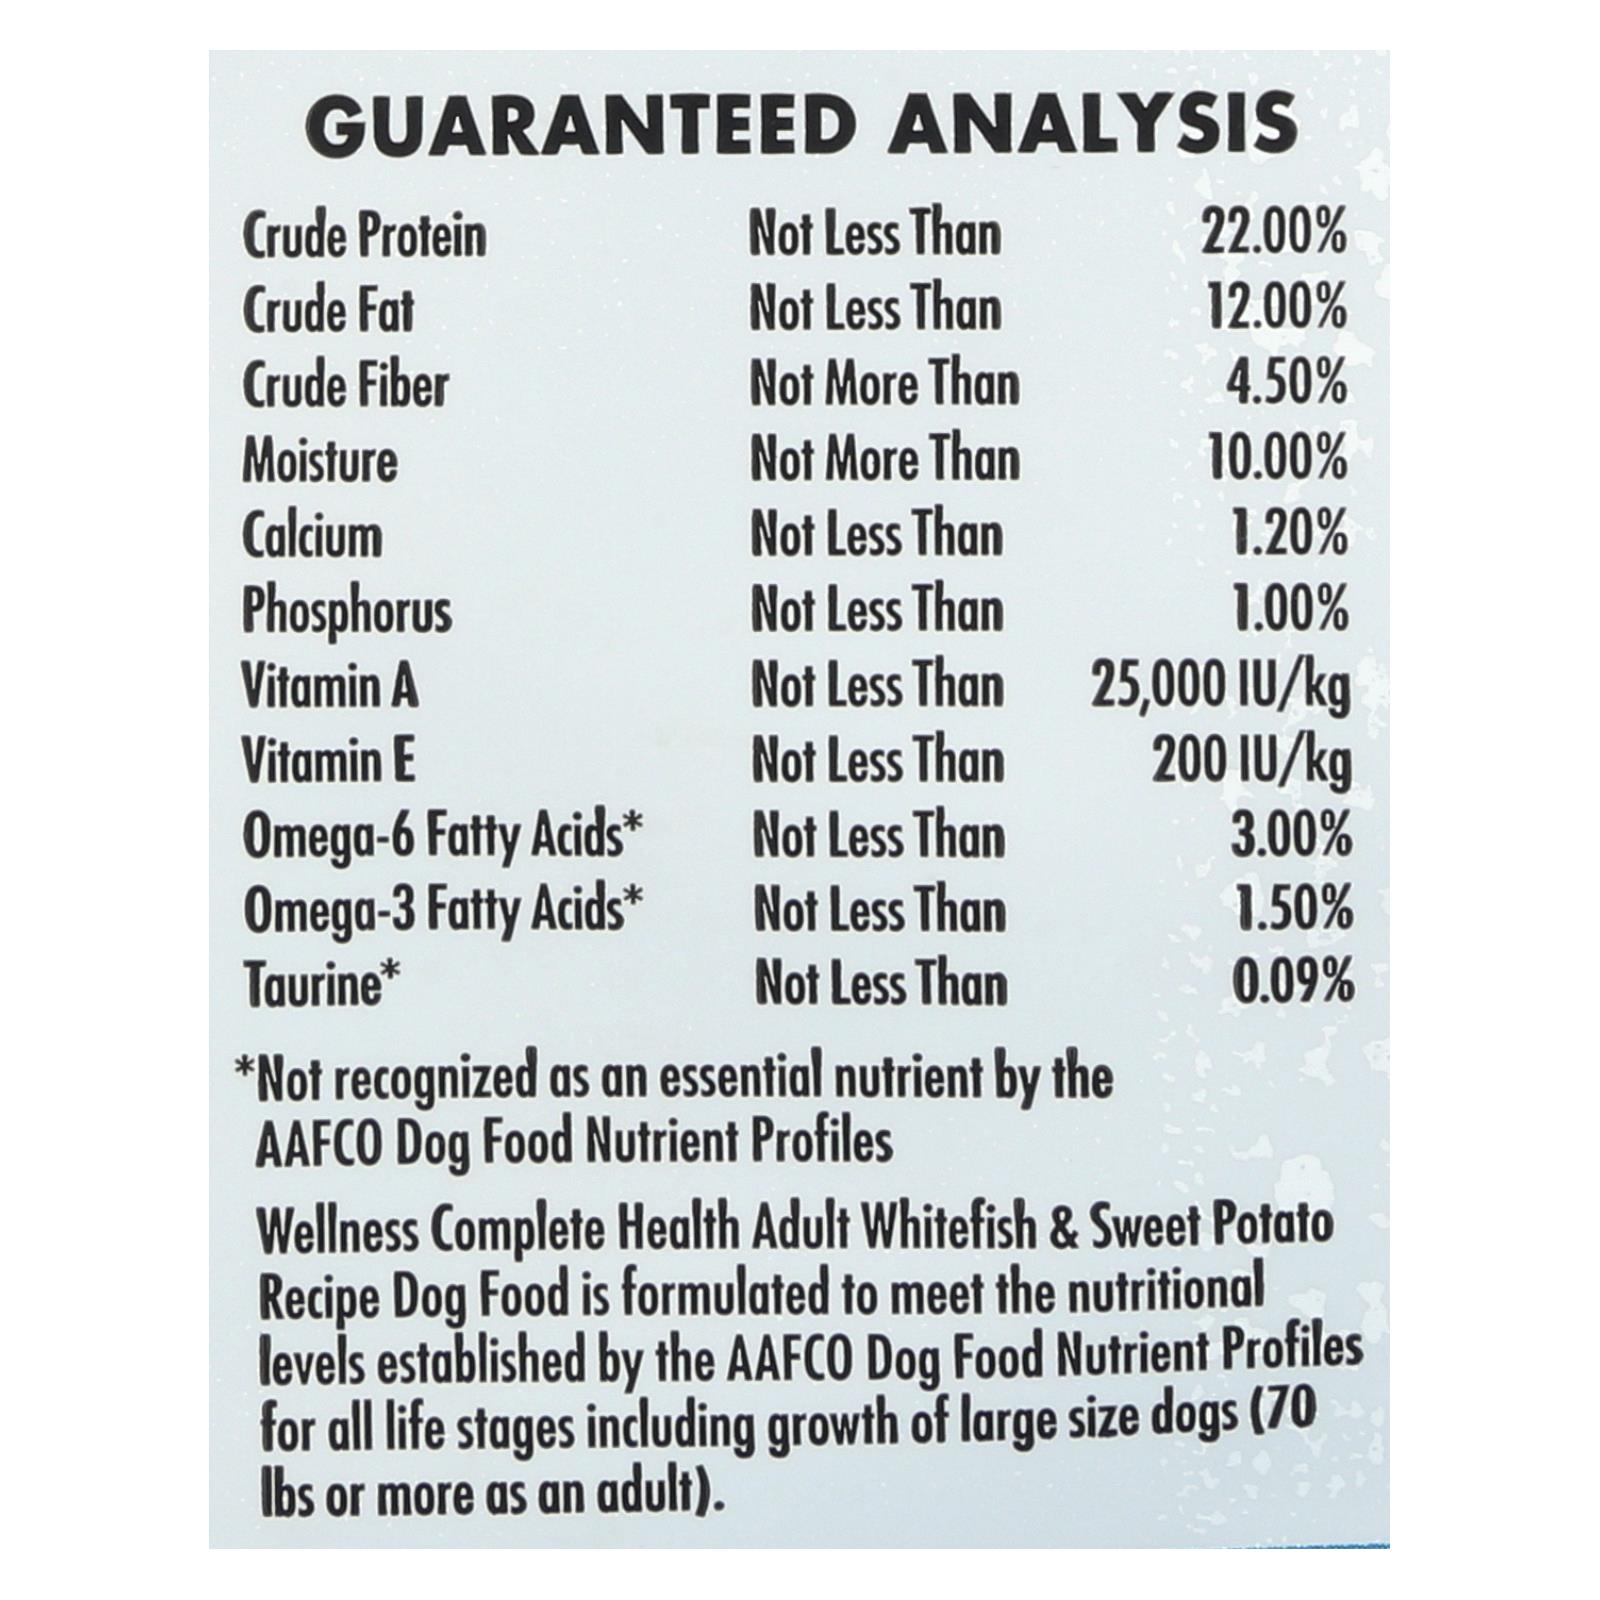 GUARANTEED ANALYSIS
Crude Protein Not Less Than 22.00%
Crude Fat Not Less Than 12.00%
Crude Fiber Not More Than 4.50%
Moisture Not More Than 10.00%
Calcium Not Less Than 1.20%
Phosphorus Not Less Than 1.00%
Vitamin A Not Less Than 25,000 IU/kg
Vitamin E Not Less Than 200 IU/kg
Omega-6 Fatty Acids* Not Less Than 3.00%
Omega-3 Fatty Acids* Not Less Than 1.50%
Taurine* Not Less Than 0.09%
*Not recognized as an essential nutrient by the
AAFCO Dog Food Nutrient Profiles
Wellness Complete Health Adult Whitefish & Sweet Potato
Recipe Dog Food is formulated to meet the nutritional
levels established by the AAFCO Dog Food Nutrient Profiles
for all life stages including growth of large size dogs (70
lbs or more as an adult).